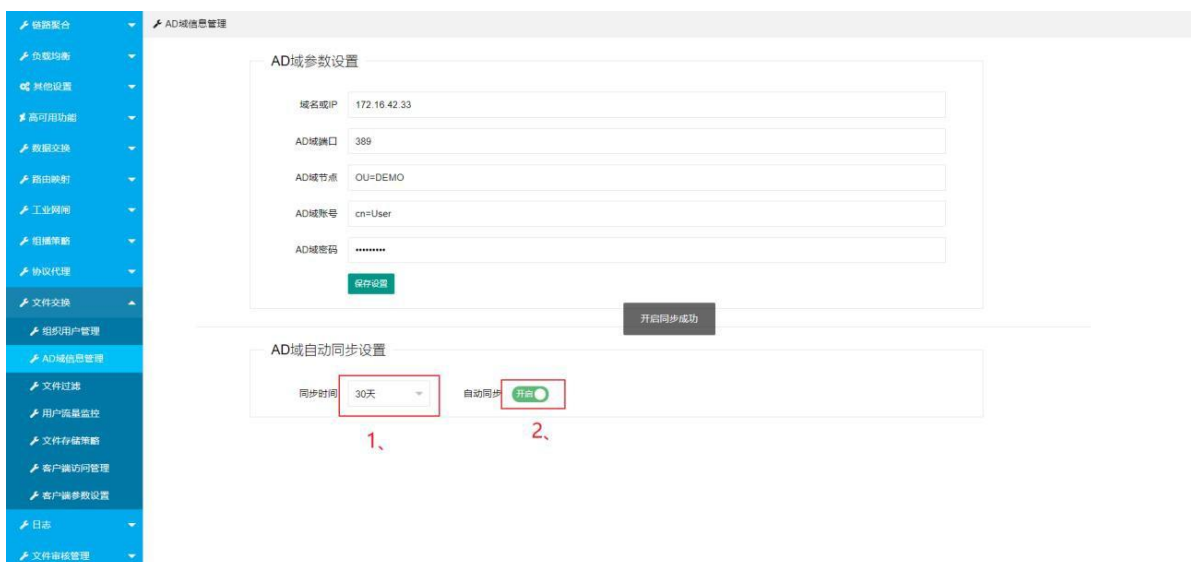 链路聚合
负载均衡
其他设置
高可用功能
数据交换
路由映射
工业网闸
组播策略
协议代理
文件交换
组织用户管理
AD域信息管理
文件过滤
用户流量监控
文件存储策略
客户端访问管理
客户端参数设置
日志
文件审核管理
AD域信息管理
AD域参数设置
域名或IP 172.16.42.33
AD域端口 389
AD域节点 OU=DEMO
AD域账号 cn=User
AD域密码 •••••••••
保存设置
开启同步成功
AD域自动同步设置
同步时间 30天 自动同步 开启
1、 2、